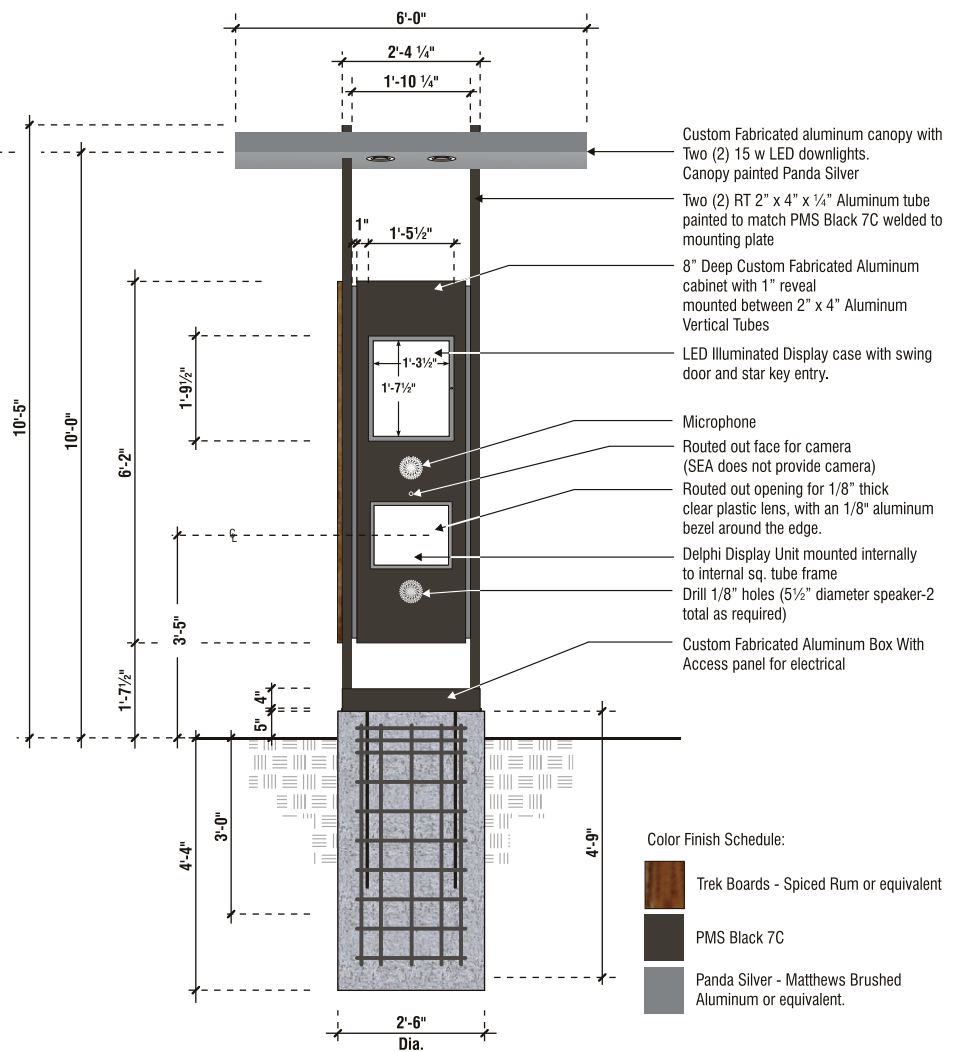 6'-0"
2'-4 ¼"
1'-10 ¼"
Custom Fabricated aluminum canopy with
Two (2) 15 w LED downlights.
Canopy painted Panda Silver
Two (2) RT 2” x 4” x ¼” Aluminum tube
painted to match PMS Black 7C welded to
mounting plate
1"
1'-5½"
8” Deep Custom Fabricated Aluminum
cabinet with 1” reveal
mounted between 2” x 4” Aluminum
Vertical Tubes
LED Illuminated Display case with swing
door and star key entry.
1'-3½"
1'-7½"
1'-9½"
10'-5"
10'-0"
6'-2"
Microphone
Routed out face for camera
(SEA does not provide camera)
Routed out opening for 1/8” thick
clear plastic lens, with an 1/8" aluminum
bezel around the edge.
℄
Delphi Display Unit mounted internally
to internal sq. tube frame
Drill 1/8” holes (5½” diameter speaker-2
total as required)
3'-5"
Custom Fabricated Aluminum Box With
Access panel for electrical
1'-7½"
4"
5"
3'-0"
4'-4"
4'-9"
Color Finish Schedule:
Trek Boards - Spiced Rum or equivalent
PMS Black 7C
Panda Silver - Matthews Brushed
Aluminum or equivalent.
2'-6"
Dia.